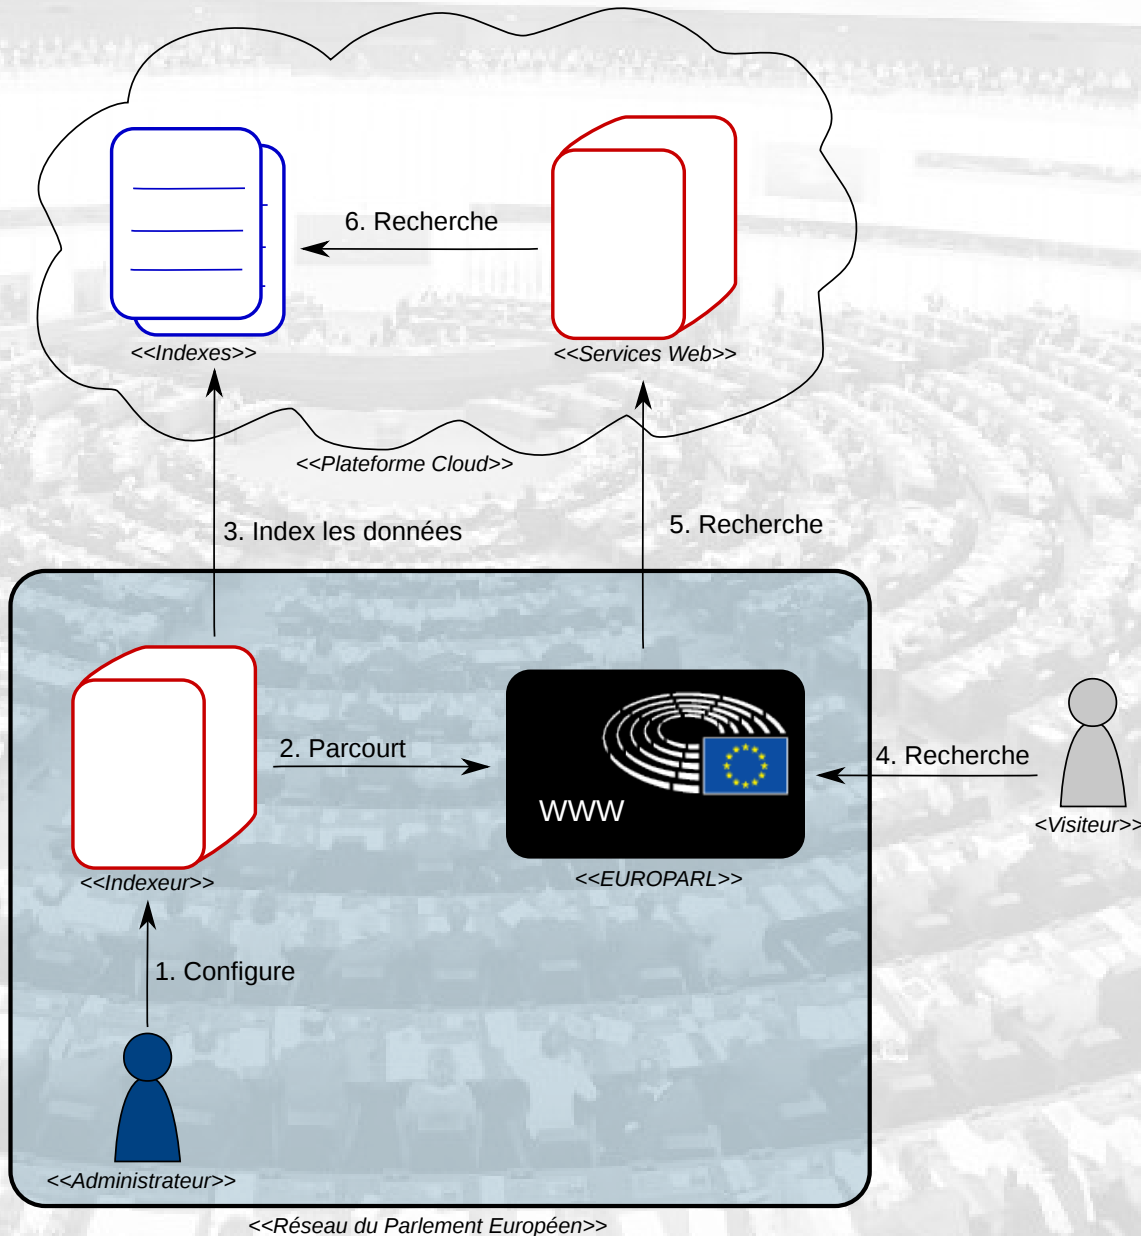 6. Recherche
<<Indexes>>
<<Services Web>>
<<Plateforme Cloud>>
3. Index les données
5. Recherche
2. Parcourt
4. Recherche
WWW
<Visiteur>>
<<Indexeur>>
<<EUROPARL>>
1. Configure
<<Administrateur>>
<<Réseau du Parlement Européen>>